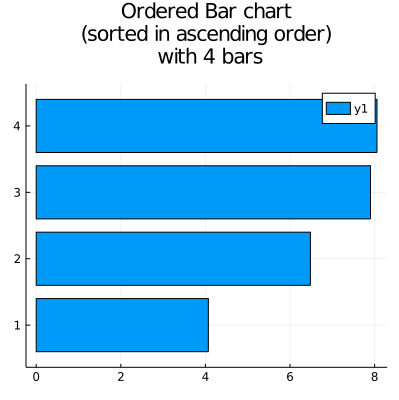 Ordered Bar chart
(sorted in ascending order)
with 4 bars
y1
4
3
2
1
0 2 4 6 8